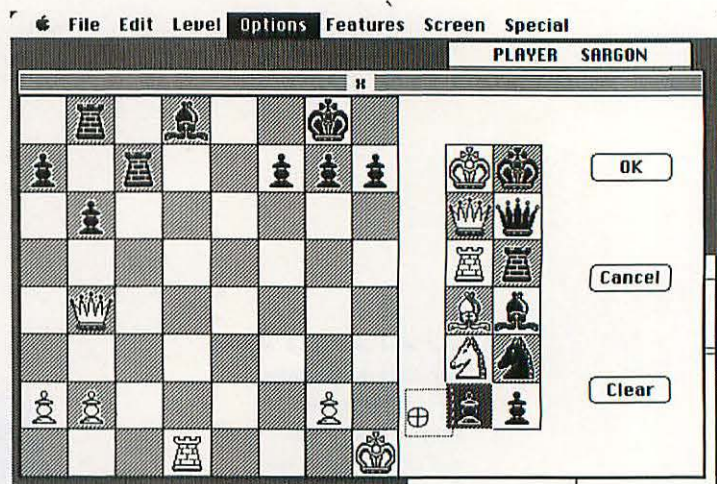 File Edit Level Options Features Screen Special
PLAYER SARGON
OK
Cancel
Clear